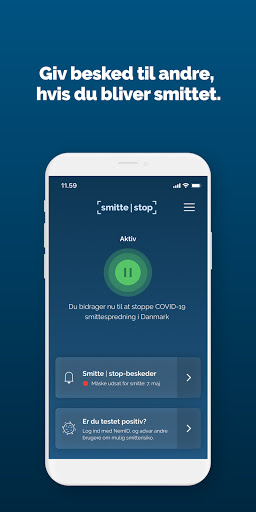 Giv besked til andre,
hvis du bliver smittet.
11.59
smitte|stop
Aktiv
Du bidrager nu til at stoppe COVID-19
smittespredning i Danmark
Smitte | stop-beskeder
Måske udsat for smitte: 7. maj
Er du testet positiv?
Log ind med NemID, og advar andre
brugere om mulig smitterisiko.